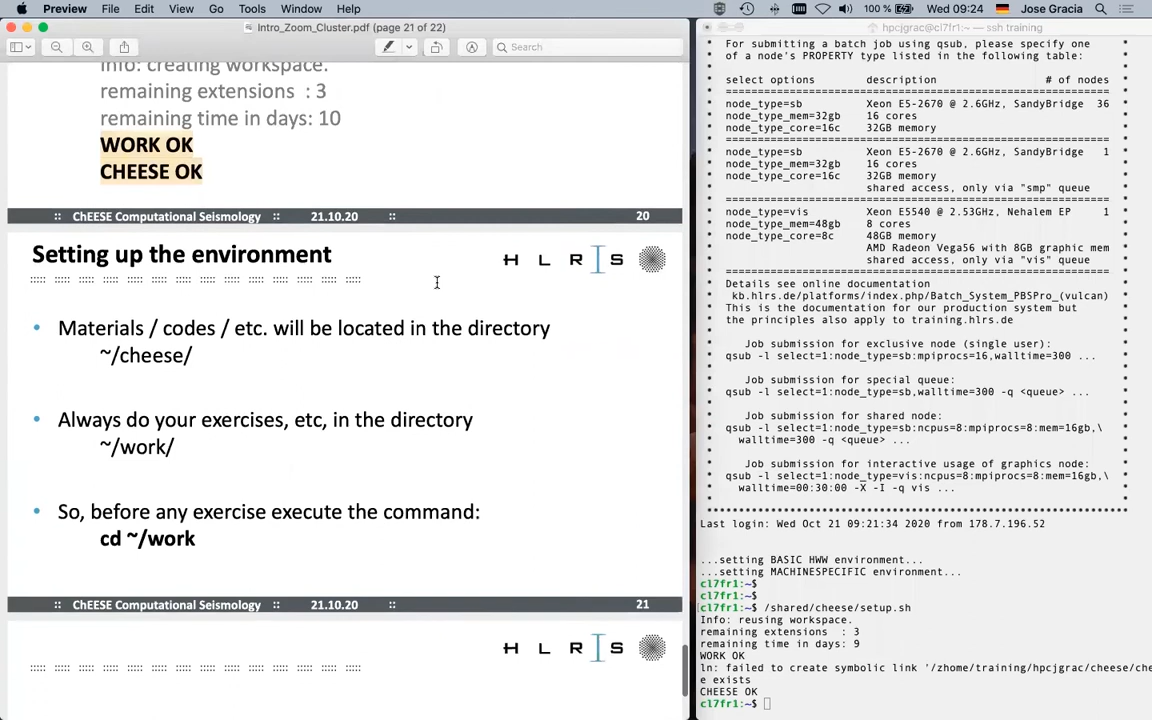 Preview File Edit View Go Tools Window Help 100 % Wed 09:24 Jose Gracia
Intro_Zoom_Cluster.pdf (page 21 of 22)
Search
Info: creating workspace.
remaining extensions : 3
remaining time in days: 10
WORK OK
CHEESE OK
:: ChEESE Computational Seismology :: 21.10.20 :: 20
Setting up the environment
H L R I S
• Materials / codes / etc. will be located in the directory
~/cheese/
• Always do your exercises, etc, in the directory
~/work/
• So, before any exercise execute the command:
cd ~/work
:: ChEESE Computational Seismology :: 21.10.20 :: 21
H L R I S
hpcjgrac@cl7fr1:~ — ssh training
* For submitting a batch job using qsub, please specify one *
* of a node's PROPERTY type listed in the following table: *
* select options description # of nodes *
* ================================================================ *
* node_type=sb Xeon E5-2670 @ 2.6GHz, SandyBridge 36 *
* node_type_mem=32gb 16 cores *
* node_type_core=16c 32GB memory *
* ================================================================ *
* node_type=sb Xeon E5-2670 @ 2.6GHz, SandyBridge 1 *
* node_type_mem=32gb 16 cores *
* node_type_core=16c 32GB memory *
* shared access, only via "smp" queue *
* ================================================================ *
* node_type=vis Xeon E5540 @ 2.53GHz, Nehalem EP 1 *
* node_type_mem=48gb 8 cores *
* node_type_core=8c 48GB memory *
* AMD Radeon Vega56 with 8GB graphic mem *
* shared access, only via "vis" queue *
* ================================================================ *
* Details see online documentation *
* kb.hlrs.de/platforms/index.php/Batch_System_PBSPro_(vulcan) *
* This is the documentation for our production system but *
* the principles also apply to training.hlrs.de *
* Job submission for exclusive node (single user): *
* qsub -l select=1:node_type=sb:mpiprocs=16,walltime=300 ... *
* Job submission for special queue: *
* qsub -l select=1:node_type=sb,walltime=300 -q <queue> ... *
* Job submission for shared node: *
* qsub -l select=1:node_type=sb:ncpus=8:mpiprocs=8:mem=16gb,\ *
* walltime=300 -q <queue> ... *
* Job submission for interactive usage of graphics node: *
* qsub -l select=1:node_type=vis:ncpus=8:mpiprocs=8:mem=16gb,\ *
* walltime=00:30:00 -X -I -q vis ... *
Last login: Wed Oct 21 09:21:34 2020 from 178.7.196.52
...setting BASIC HWW environment...
...setting MACHINESPECIFIC environment...
cl7fr1:~$
cl7fr1:~$
cl7fr1:~$ /shared/cheese/setup.sh
Info: reusing workspace.
remaining extensions : 3
remaining time in days: 9
WORK OK
ln: failed to create symbolic link '/zhome/training/hpcjgrac/cheese/che
e exists
CHEESE OK
cl7fr1:~$